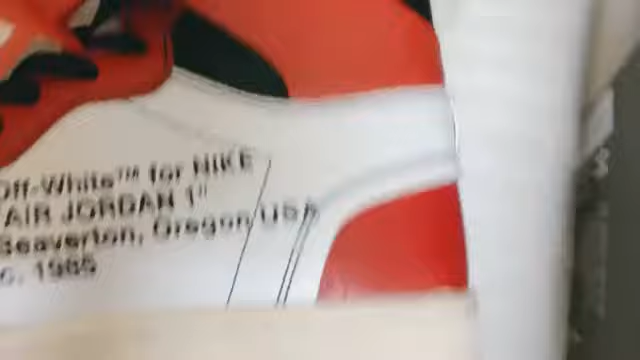 Off-White™ for NIKE
AIR JORDAN 1"
Beaverton, Oregon USA
c. 1985